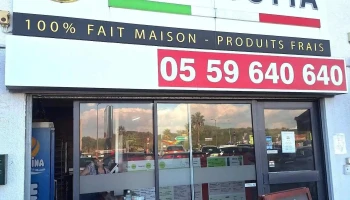 100% FAIT MAISON - PRODUITS FRAIS
05 59 640 640